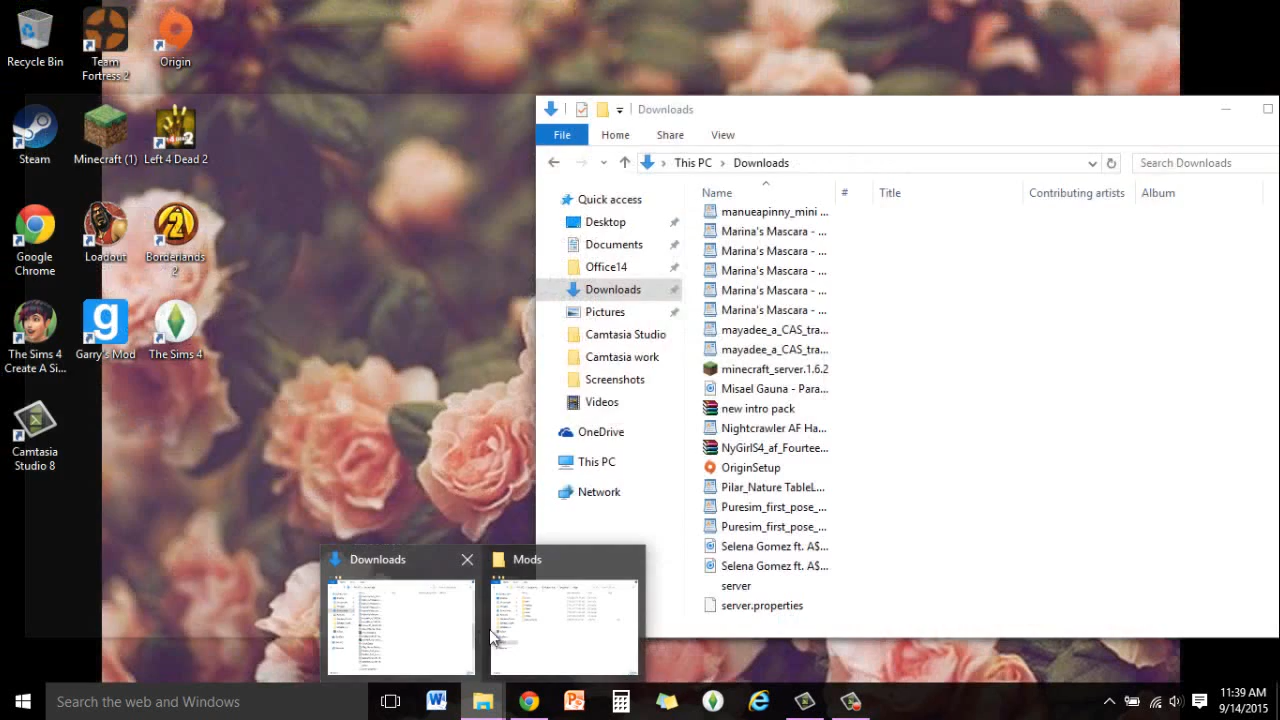 Recycle Bin
Team
Fortress 2
Origin
Steam
Minecraft (1)
Left 4 Dead 2
2
Google
Chrome
Loadout
Borderlands
2
The Sims 4
Create A Si...
g
Garry's Mod
The Sims 4
Camtasia
Studio 8
Downloads
File
Home
Share
View
This PC
Downloads
Search Downloads
Name
#
Title
Contributing artists
Album
Quick access
Desktop
Documents
Office14
Downloads
Pictures
Camtasia Studio
Camtasia work
Screenshots
Videos
OneDrive
This PC
Network
manueapinny_mini ...
Marina's Mascara - ...
Marina's Mascara - ...
Marina's Mascara - ...
Marina's Mascara - ...
Marina's Mascara - ...
mayadee_a_CAS_tra...
mayadee_a_CAS_tra...
minecraft_server.1.6.2
Misael Gauna - Para...
new intro pack
Nightcrawler AF Ha...
NyGirlS4_af_Fourtee...
OriginSetup
Pilar_Nature TableL...
Puresim_first_pose_...
Puresim_first_pose_...
Selena Gomez ft. A$...
Selena Gomez ft. A$...
server
server.properties
Downloads
Mods
Search the web and Windows
11:39 AM
9/14/2015